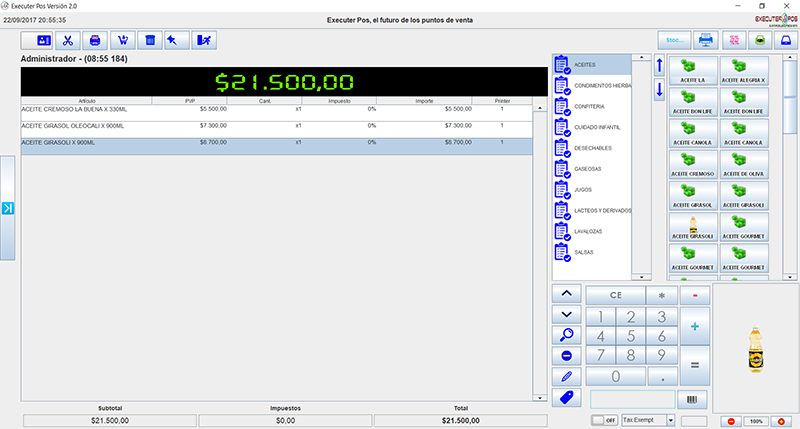 Executer Pos Versión 2.0
22/09/2017 20:55:35
Executer Pos, el futuro de los puntos de venta
EXECUTER POS
Stoc...
Administrador - (08:55 184)
$21.500,00
Artículo PVP Cant. Impuesto Importe Printer
ACEITE CREMOSO LA BUENA X 330ML $5.500,00 x1 0% $5.500,00 1
ACEITE GIRASOL OLEOCALI X 900ML $7.300,00 x1 0% $7.300,00 1
ACEITE GIRASOLI X 900ML $8.700,00 x1 0% $8.700,00 1
ACEITES
CONDIMENTOS HIERBA
CONFITERIA
CUIDADO INFANTIL
DESECHABLES
GASEOSAS
JUGOS
LACTEOS Y DERIVADOS
LAVALOZAS
SALSAS
ACEITE LA ACEITE ALEGRIA X
ACEITE BON LIFE ACEITE BON LIFE
ACEITE CANOLA ACEITE CANOLA
ACEITE CREMOSO ACEITE DE OLIVA
ACEITE GIRASOL ACEITE GIRASOLI
ACEITE GIRASOLI ACEITE GOURMET
ACEITE GOURMET ACEITE GOURMET
CE * -
1 2 3 +
4 5 6
7 8 9 =
0 .
OFF Tax Exempt
100%
Subtotal Impuestos Total
$21.500,00 $0,00 $21.500,00